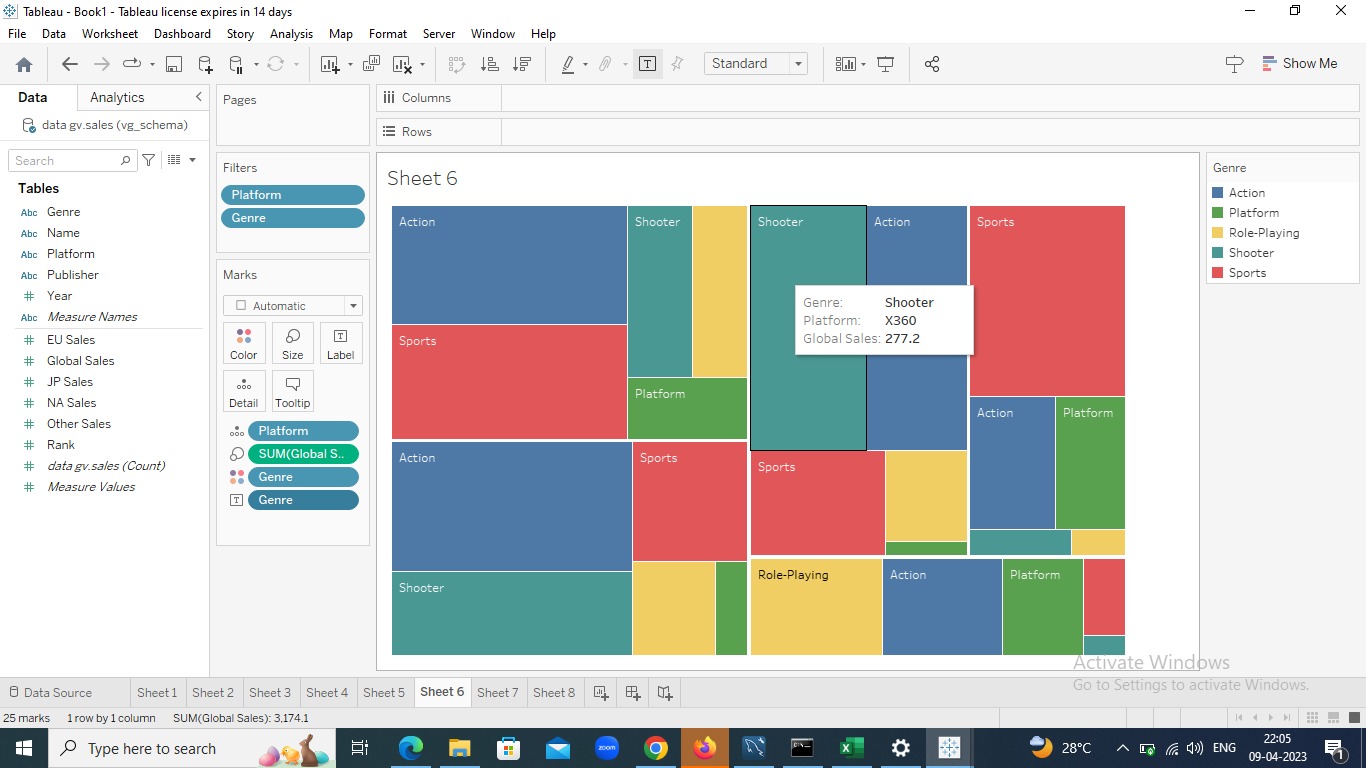 Tableau - Book1 - Tableau license expires in 14 days
File Data Worksheet Dashboard Story Analysis Map Format Server Window Help
Standard
Show Me
Data Analytics
data gv.sales (vg_schema)
Search
Tables
Abc Genre
Abc Name
Abc Platform
Abc Publisher
# Year
Abc Measure Names
# EU Sales
# Global Sales
# JP Sales
# NA Sales
# Other Sales
# Rank
# data gv.sales (Count)
# Measure Values
Pages
Filters
Platform
Genre
Marks
Automatic
Color Size Label
Detail Tooltip
Platform
SUM(Global S..
Genre
Genre
Columns
Rows
Sheet 6
Action Shooter
Sports
Platform
Action Sports
Shooter
Shooter Action
Sports
Sports
Action Platform
Role-Playing Action Platform
Genre: Shooter
Platform: X360
Global Sales: 277.2
Genre
Action
Platform
Role-Playing
Shooter
Sports
Activate Windows
Go to Settings to activate Windows.
Data Source Sheet 1 Sheet 2 Sheet 3 Sheet 4 Sheet 5 Sheet 6 Sheet 7 Sheet 8
25 marks 1 row by 1 column SUM(Global Sales): 3,174.1
Type here to search
zoom
28°C
ENG
22:05
09-04-2023
1